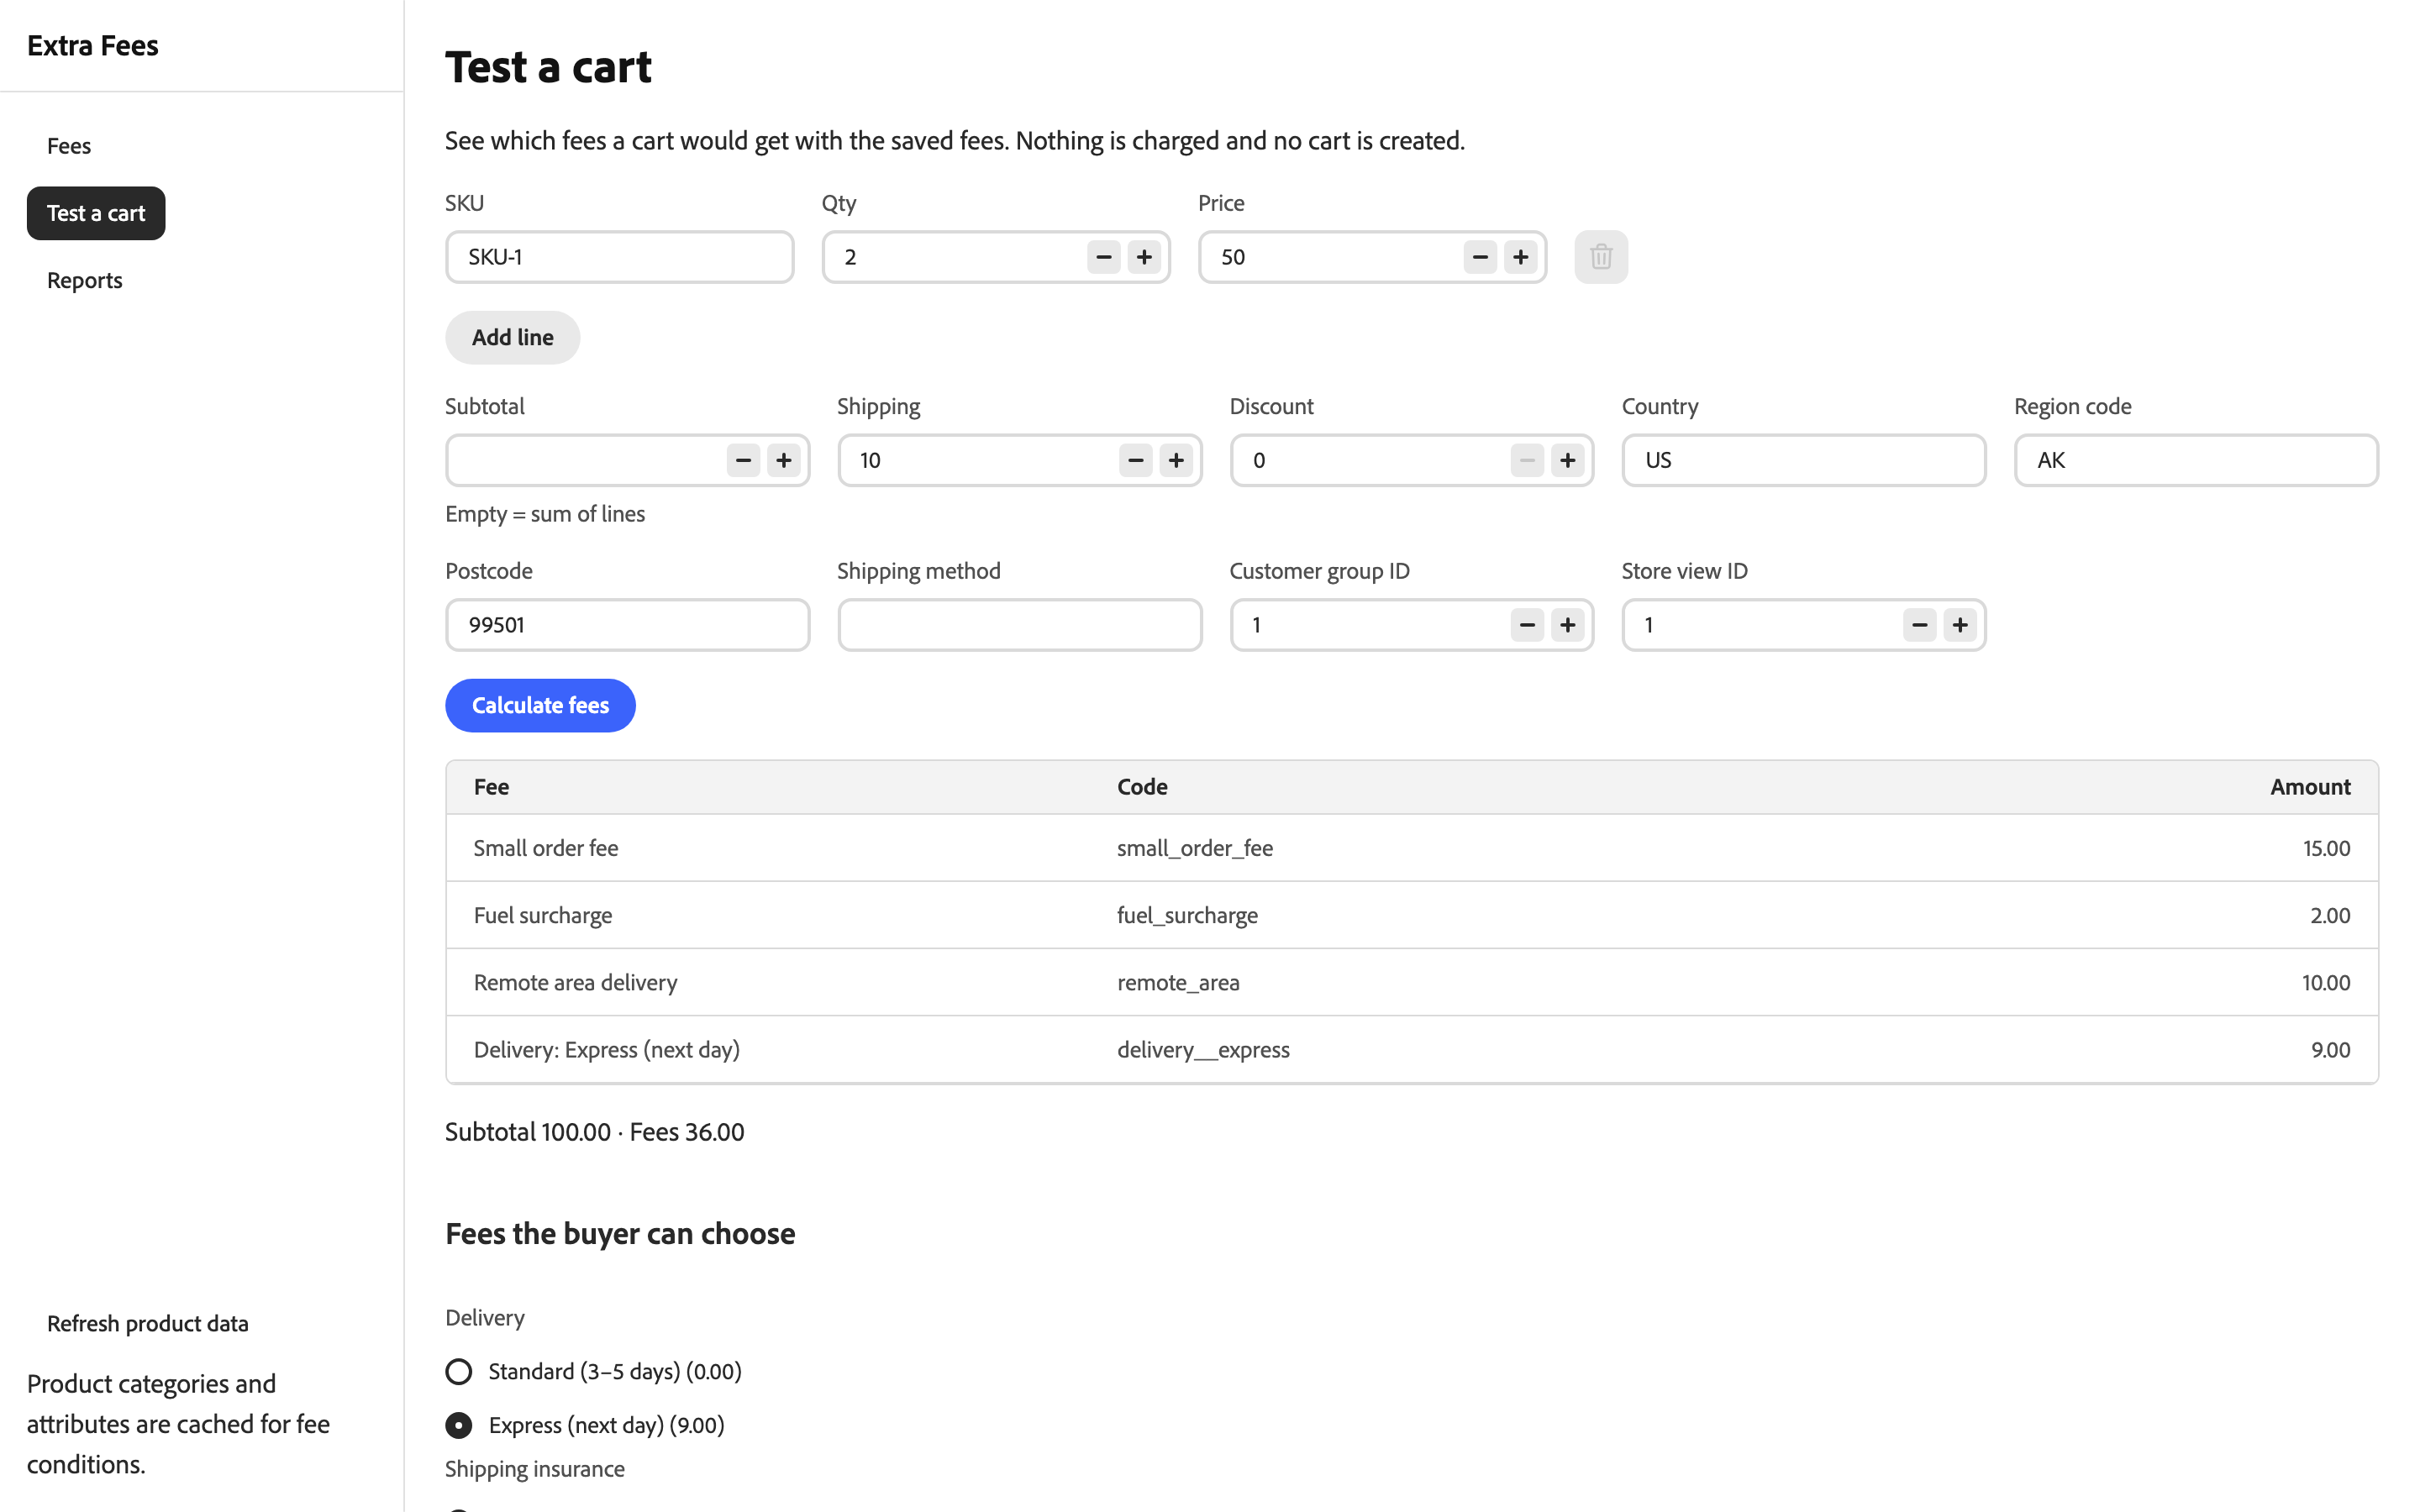 Extra Fees
Fees
Test a cart
Reports
Refresh product data
Product categories and
attributes are cached for fee
conditions.
Test a cart
See which fees a cart would get with the saved fees. Nothing is charged and no cart is created.
SKU Qty Price
SKU-1 2 50
Add line
Subtotal Shipping Discount Country Region code
10 0 US AK
Empty = sum of lines
Postcode Shipping method Customer group ID Store view ID
99501 1 1
Calculate fees
Fee Code Amount
Small order fee small_order_fee 15.00
Fuel surcharge fuel_surcharge 2.00
Remote area delivery remote_area 10.00
Delivery: Express (next day) delivery__express 9.00
Subtotal 100.00 · Fees 36.00
Fees the buyer can choose
Delivery
Standard (3–5 days) (0.00)
Express (next day) (9.00)
Shipping insurance